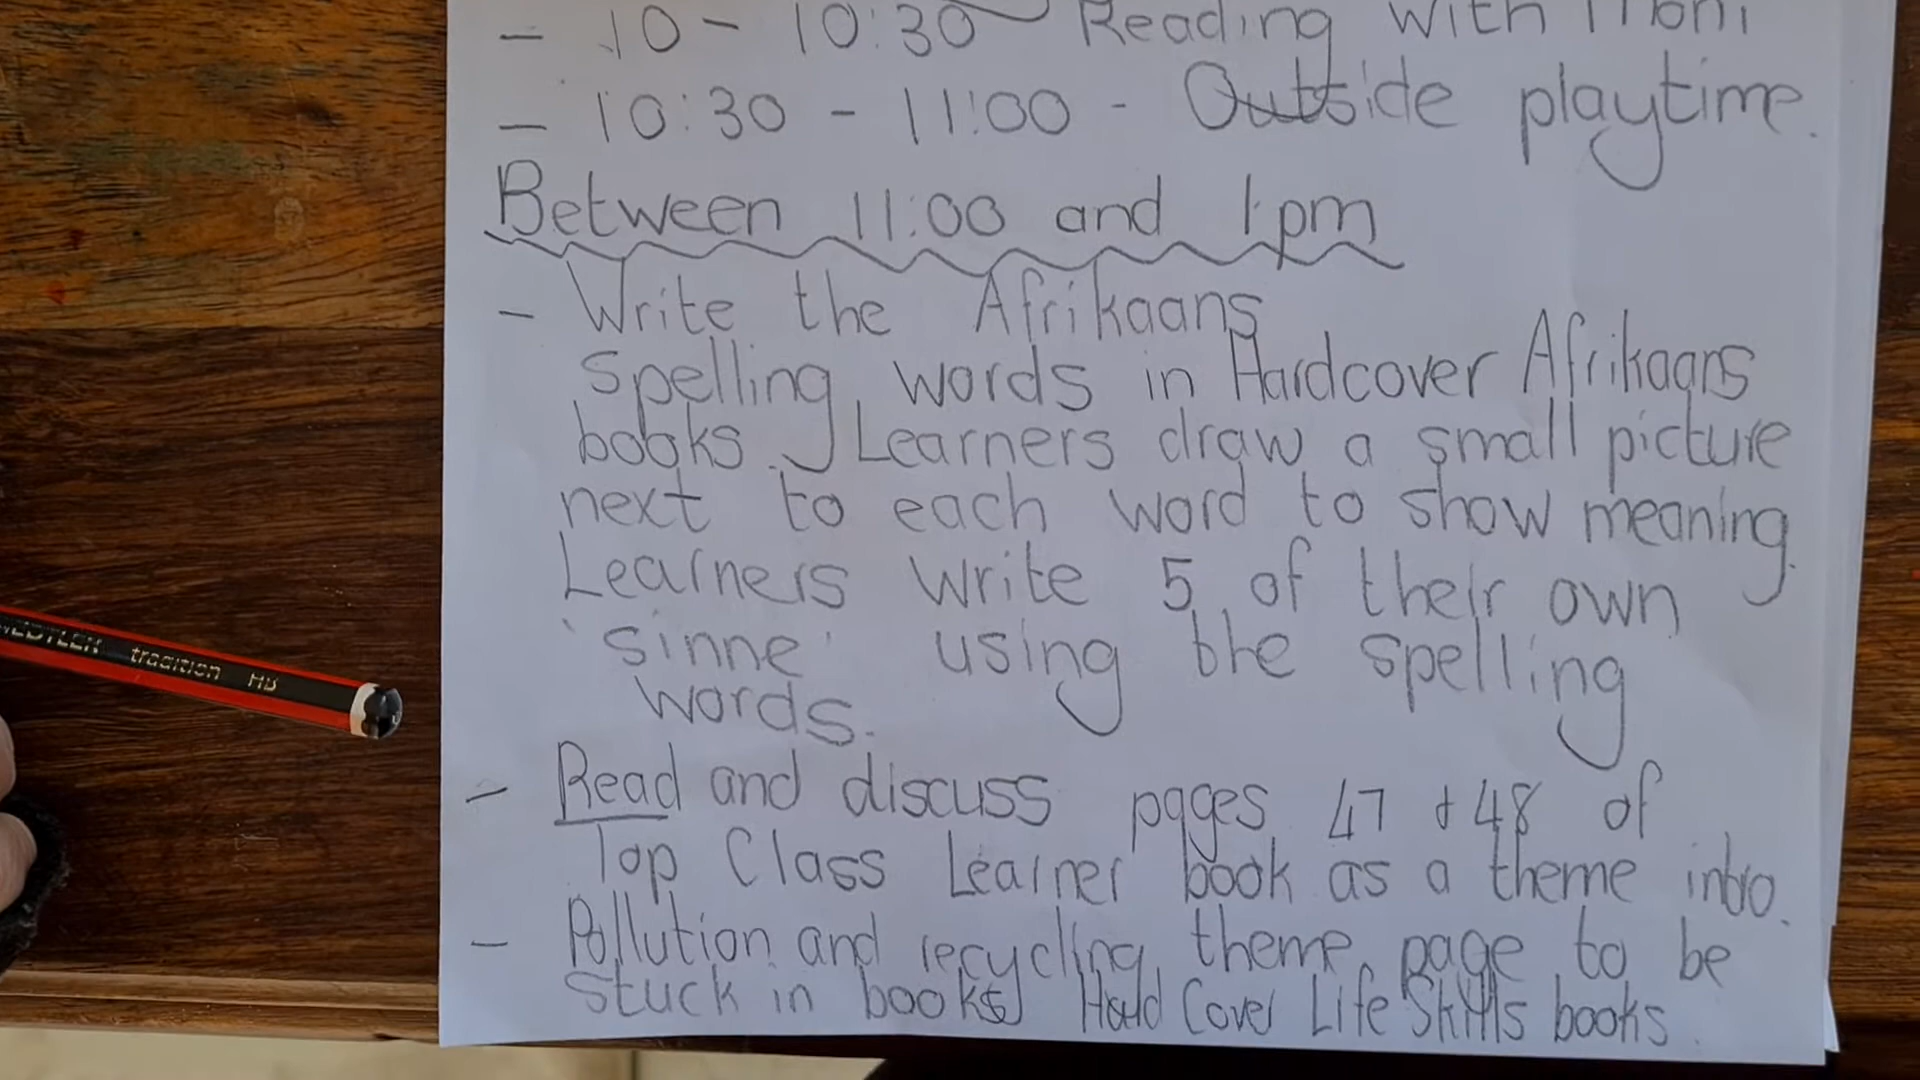 - 10 - 10:30 - Reading with
- 10:30 - 11:00 - Outside playtime.
Between 11:00 and 1pm
- Write the Afrikaans
spelling words in Hardcover Afrikaans
books. Learners draw a small picture
next to each word to show meaning.
Learners write 5 of their own
'sinne' using the spelling
words.
- Read and discuss pages 47 + 48 of
Top Class Learner book as a theme intro.
- Pollution and recycling theme page to be
stuck in books Hard Cover Life Skills books.
tradition HB